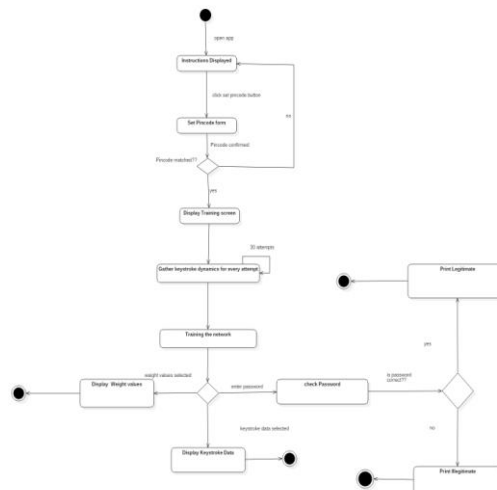 open app
Instructions Displayed
click set pincode button
no
Set Pincode form
Pincode confirmed
Pincode matched??
yes
Display Training screen
30 attempts
Gather keystroke dynamics for every attempt
Print Legitimate
Training the network
yes
weight values selected
is password
correct??
Display Weight values
enter password
check Password
keystroke data selected
no
Display Keystroke Data
Print Illegitimate